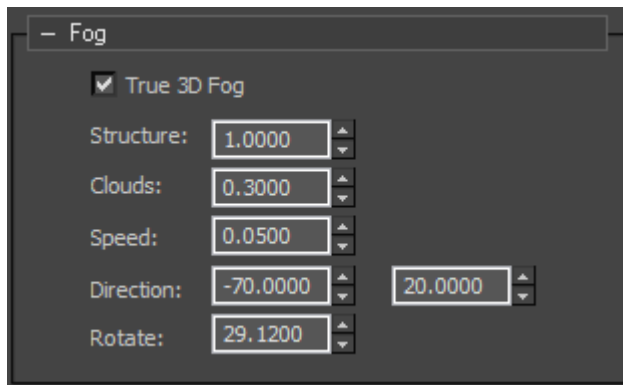 – Fog
True 3D Fog
Structure: 1.0000
Clouds: 0.3000
Speed: 0.0500
Direction: -70.0000 20.0000
Rotate: 29.1200